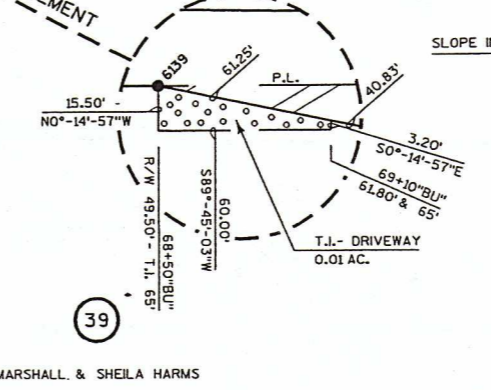 EMENT
SLOPE
6139
61.25'
P.L.
40.83'
15.50' -
N0°-14'-57"W
3.20'
S0°-14'-57"E
69+10"BU"
61.80' & 65'
R/W 49.50' - T.I. 65'
68+50"BU"
S89°-45'-03"W
60.00'
T.I.- DRIVEWAY
0.01 AC.
39
MARSHALL. & SHEILA HARMS